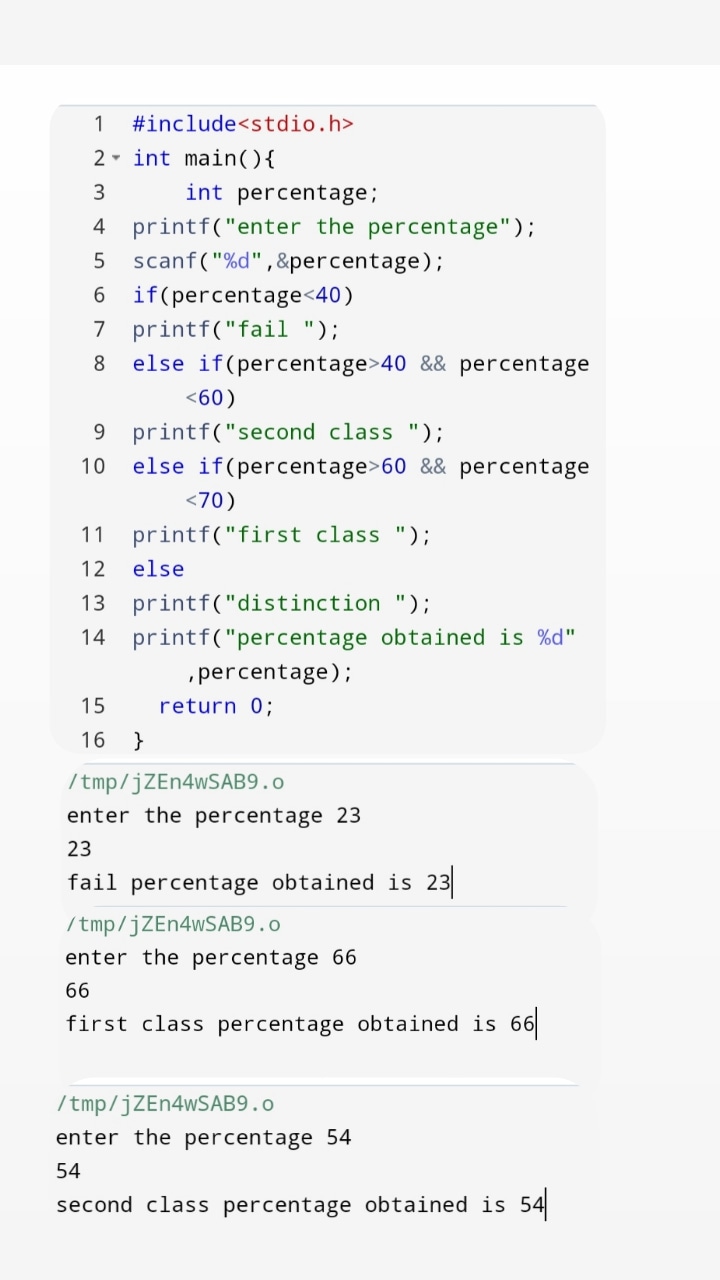 1 #include<stdio.h>
2 int main(){
3 int percentage;
4 printf("enter the percentage");
5 scanf("%d",&percentage);
6 if(percentage<40)
7 printf("fail ");
8 else if(percentage>40 && percentage
<60)
9 printf("second class ");
10 else if(percentage>60 && percentage
<70)
11 printf("first class ");
12 else
13 printf("distinction ");
14 printf("percentage obtained is %d"
,percentage);
15 return 0;
16 }
/tmp/jZEn4wSAB9.o
enter the percentage 23
23
fail percentage obtained is 23
/tmp/jZEn4wSAB9.o
enter the percentage 66
66
first class percentage obtained is 66
/tmp/jZEn4wSAB9.o
enter the percentage 54
54
second class percentage obtained is 54